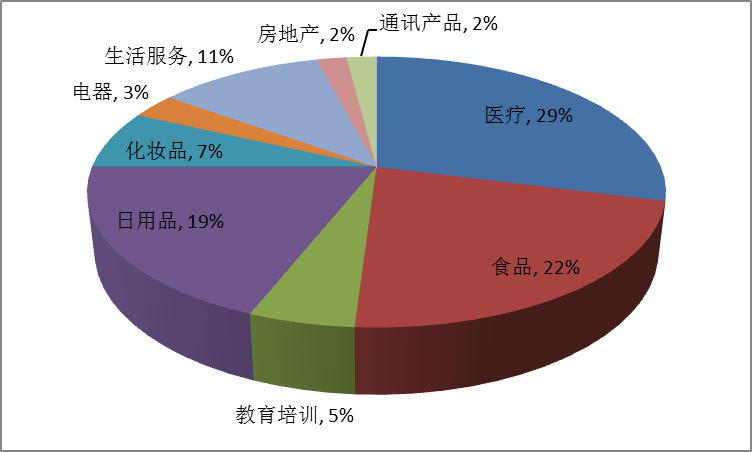 通讯产品, 2%
房地产, 2%
生活服务, 11%
电器, 3%
医疗, 29%
化妆品, 7%
日用品, 19%
食品, 22%
教育培训, 5%